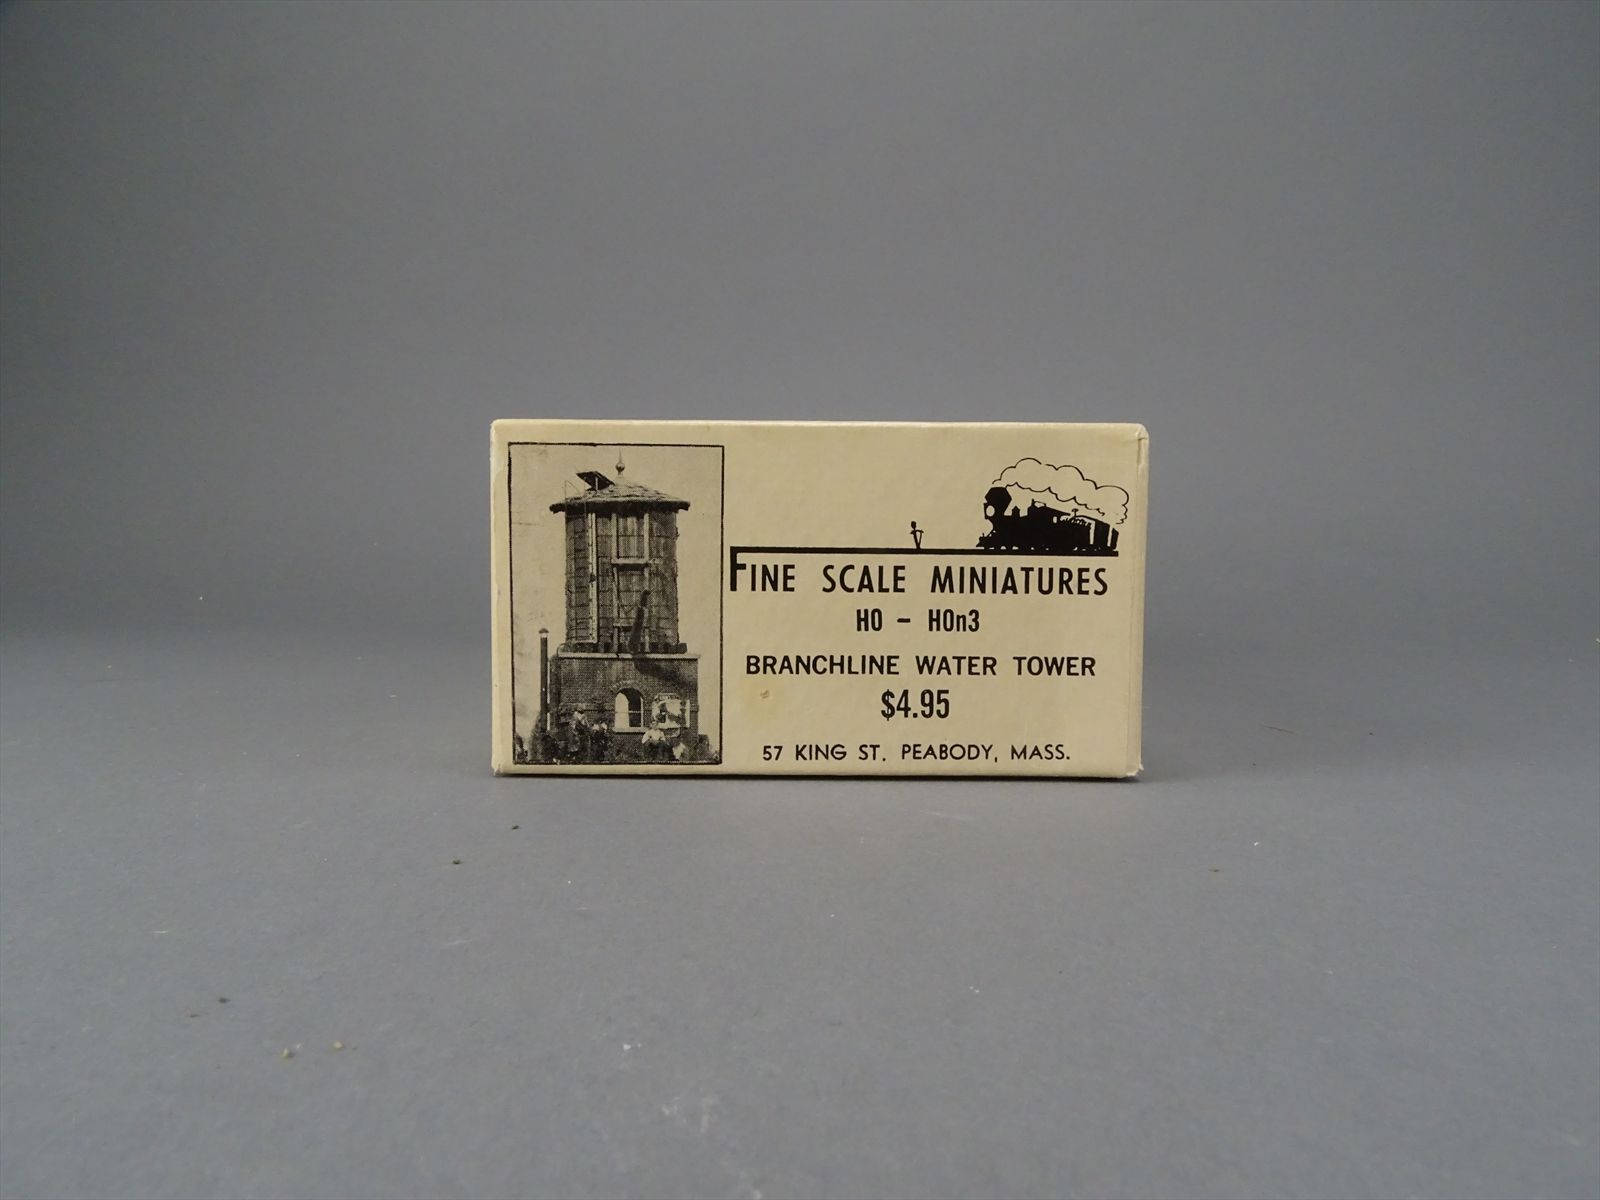 FINE SCALE MINIATURES
HO - HOn3
BRANCHLINE WATER TOWER
$4.95
57 KING ST. PEABODY, MASS.